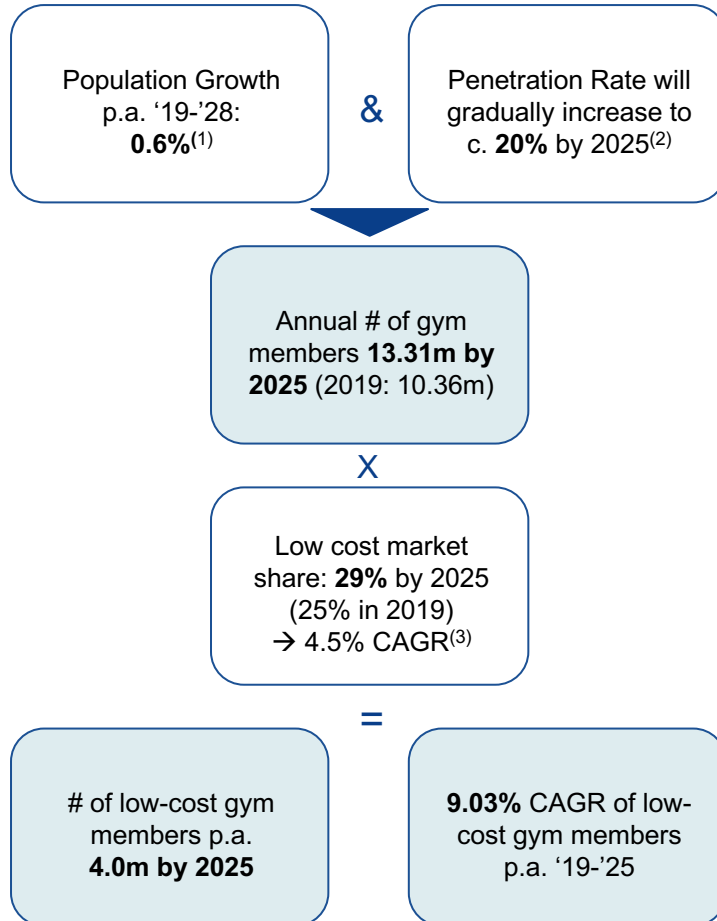 Population Growth
p.a. ‘19-’28:
0.6%(1)
&
Penetration Rate will
gradually increase to
c. 20% by 2025(2)
Annual # of gym
members 13.31m by
2025 (2019: 10.36m)
X
Low cost market
share: 29% by 2025
(25% in 2019)
→ 4.5% CAGR(3)
=
# of low-cost gym
members p.a.
4.0m by 2025
9.03% CAGR of low-
cost gym members
p.a. ‘19-’25